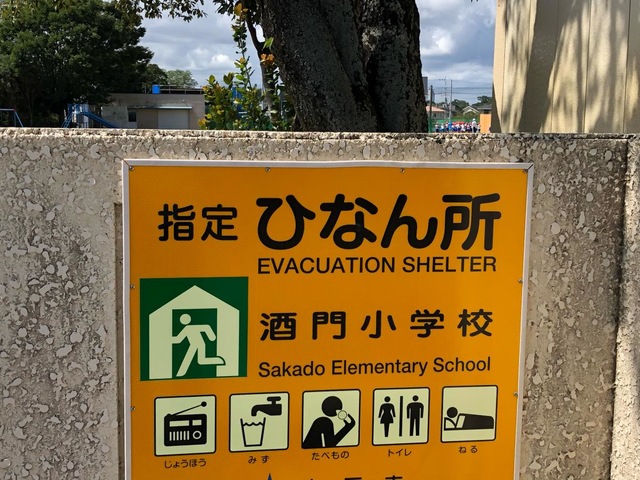 指定 ひなん所
EVACUATION SHELTER
酒門小学校
Sakado Elementary School
じょうほう みず たべもの トイレ ねる